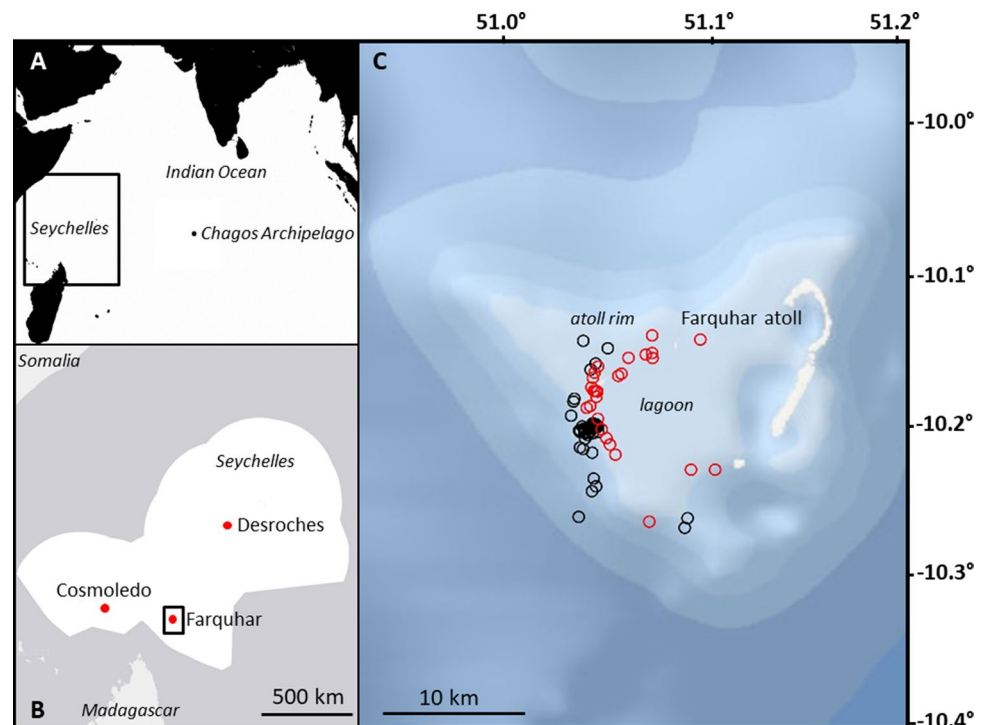 51.0°
51.1°
51.2°
A
Indian Ocean
Seychelles
Chagos Archipelago
Somalia
Seychelles
Desroches
Cosmoledo
Farquhar
500 km
B
Madagascar
C
-10.0°
-10.1°
atoll rim
Farquhar atoll
lagoon
-10.2°
-10.3°
10 km
-10.4°